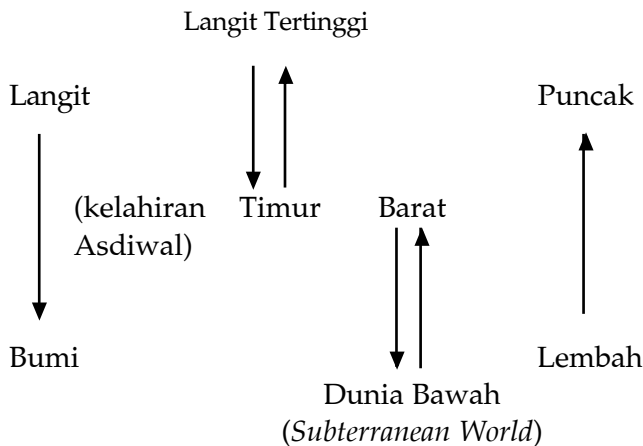 Langit Tertinggi
Langit
Puncak
(kelahiran
Asdiwal)
Timur
Barat
Bumi
Lembah
Dunia Bawah
(Subterranean World)